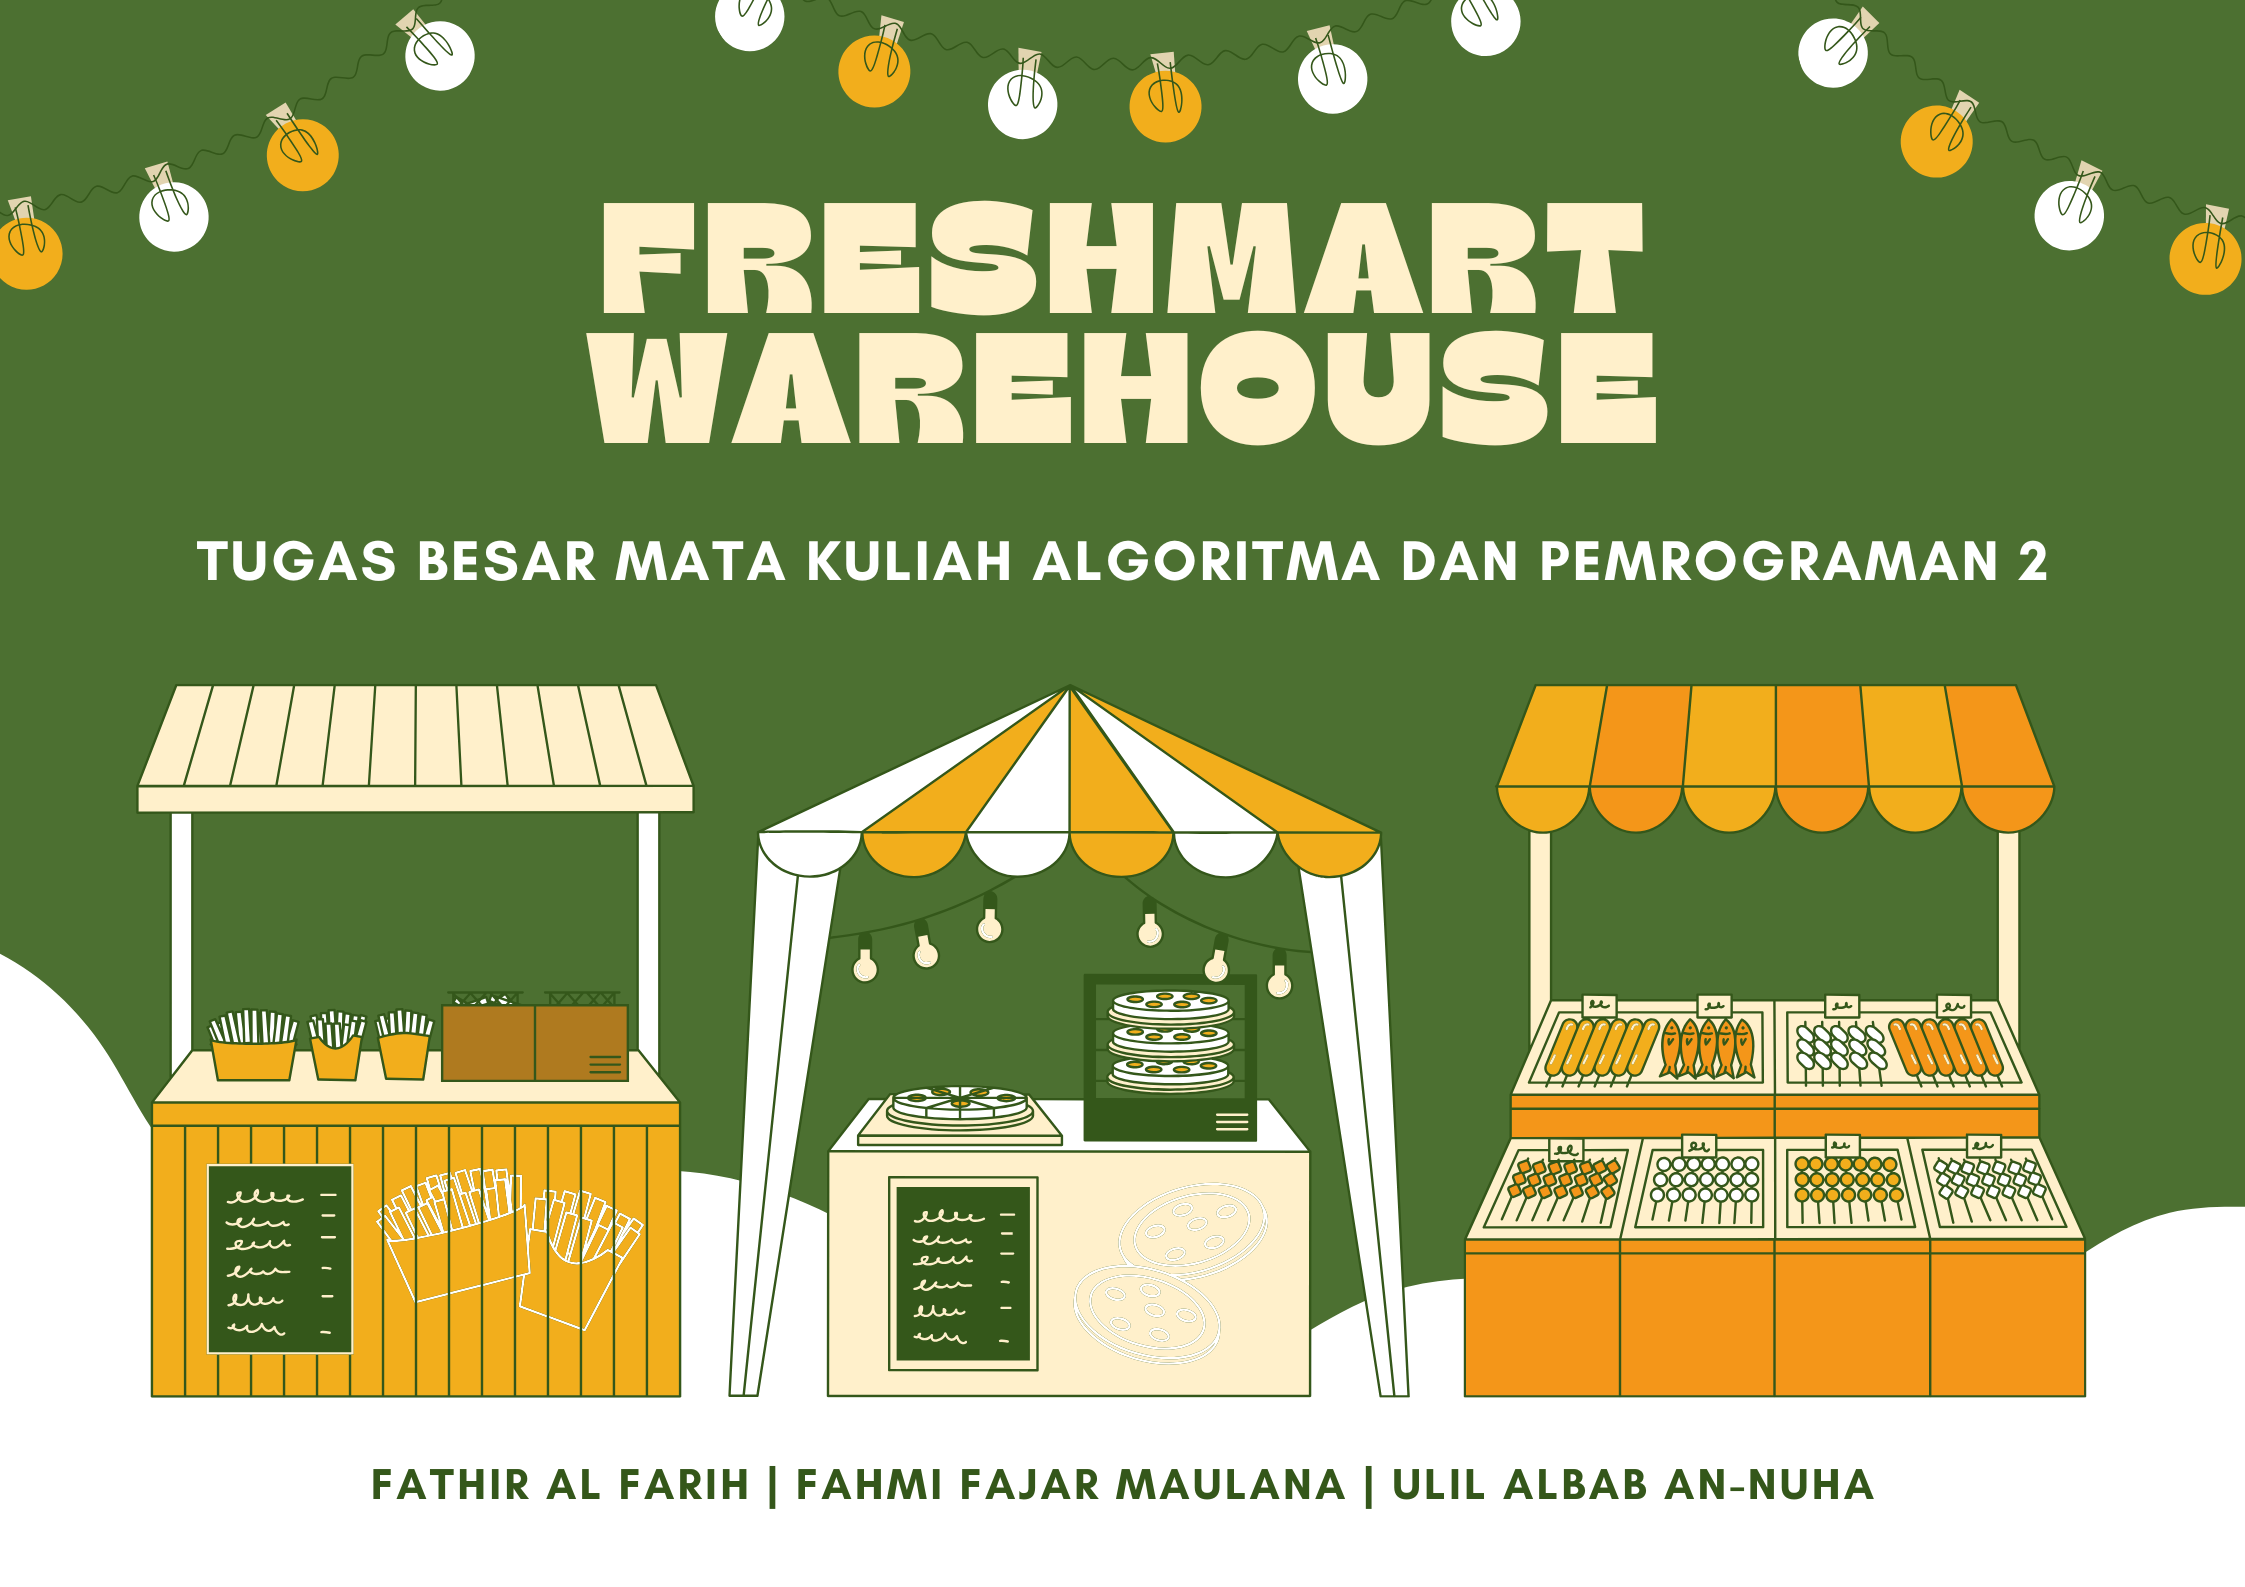 FRESHMART
WAREHOUSE
TUGAS BESAR MATA KULIAH ALGORITMA DAN PEMROGRAMAN 2
FATHIR AL FARIH | FAHMI FAJAR MAULANA | ULIL ALBAB AN-NUHA